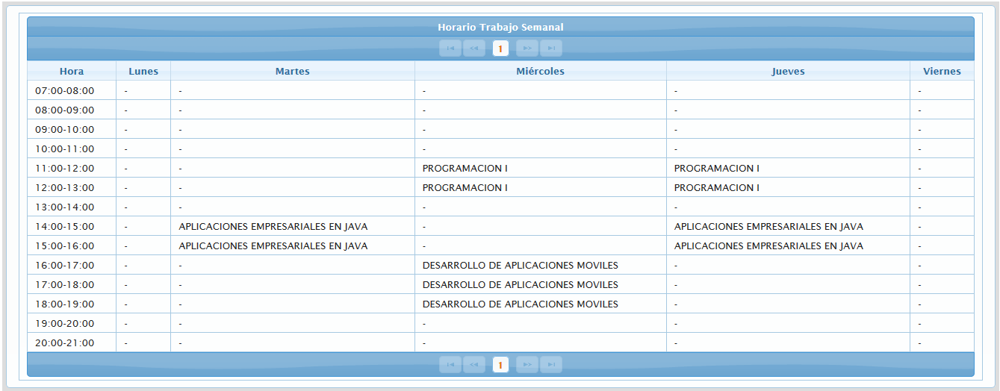 Horario Trabajo Semanal
1
Hora Lunes Martes Miércoles Jueves Viernes
07:00-08:00 - - - - -
08:00-09:00 - - - - -
09:00-10:00 - - - - -
10:00-11:00 - - - - -
11:00-12:00 - - PROGRAMACION I PROGRAMACION I -
12:00-13:00 - - PROGRAMACION I PROGRAMACION I -
13:00-14:00 - - - - -
14:00-15:00 - APLICACIONES EMPRESARIALES EN JAVA - APLICACIONES EMPRESARIALES EN JAVA -
15:00-16:00 - APLICACIONES EMPRESARIALES EN JAVA - APLICACIONES EMPRESARIALES EN JAVA -
16:00-17:00 - - DESARROLLO DE APLICACIONES MOVILES - -
17:00-18:00 - - DESARROLLO DE APLICACIONES MOVILES - -
18:00-19:00 - - DESARROLLO DE APLICACIONES MOVILES - -
19:00-20:00 - - - - -
20:00-21:00 - - - - -
1